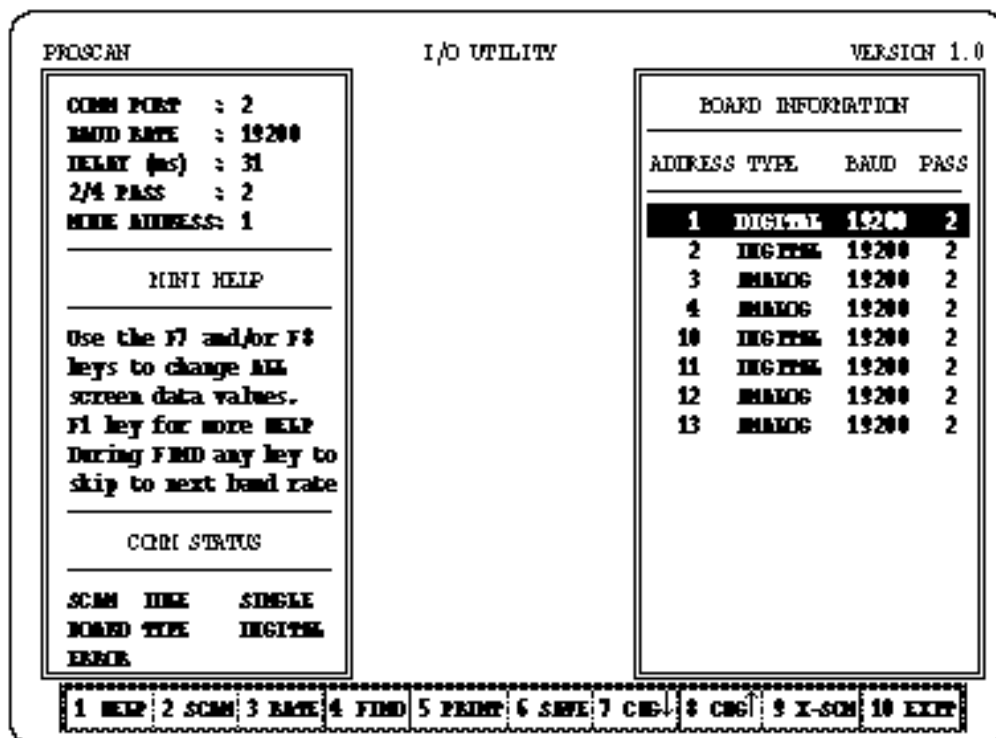 PROSCAN I/O UTILITY VERSION 1.0
COMM PORT : 2
BAUD RATE : 19200
DELAY (ms) : 31
2/4 PASS : 2
NODE ADDRESS: 1
MINI HELP
Use the F7 and/or F8
keys to change ALL
screen data values.
F1 key for more HELP
During FIND any key to
skip to next baud rate
COMM STATUS
SCAN IDLE SINGLE
BOARD TYPE DIGITAL
ERROR
BOARD INFORMATION
ADDRESS TYPE BAUD PASS
1 DIGITAL 19200 2
2 DIGITAL 19200 2
3 ANALOG 19200 2
4 ANALOG 19200 2
10 DIGITAL 19200 2
11 DIGITAL 19200 2
12 ANALOG 19200 2
13 ANALOG 19200 2
1 HELP 2 SCAN 3 RATE 4 FIND 5 PRINT 6 SAVE 7 CHG↓ 8 CHG↑ 9 X-SCN 10 EXIT